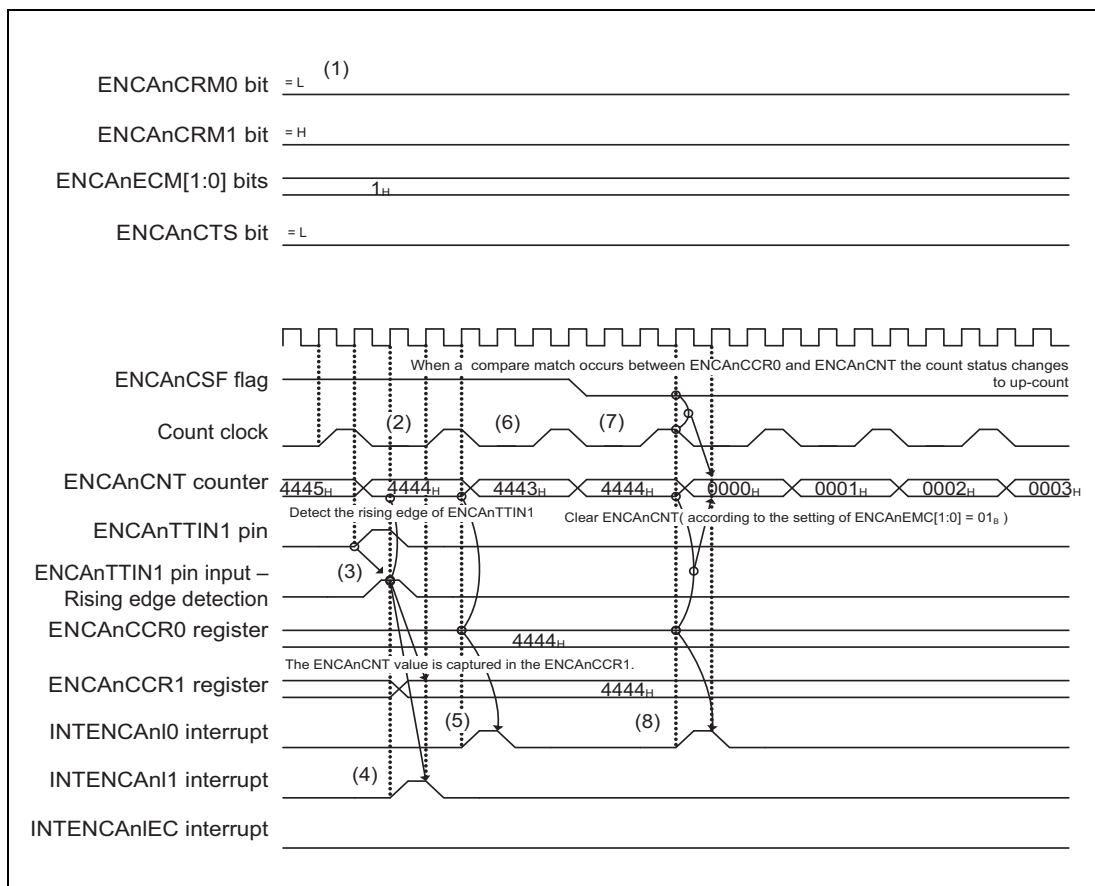 (1)
ENCAnCRM0 bit = L
ENCAnCRM1 bit = H
ENCAnECM[1:0] bits 1H
ENCAnCTS bit = L
When a compare match occurs between ENCAnCCR0 and ENCAnCNT the count status changes
to up-count
ENCAnCSF flag
Count clock (2) (6) (7)
ENCAnCNT counter 4445H 4444H 4443H 4444H 0000H 0001H 0002H 0003H
Detect the rising edge of ENCAnTTIN1 Clear ENCAnCNT( according to the setting of ENCAnEMC[1:0] = 01B )
ENCAnTTIN1 pin
ENCAnTTIN1 pin input – (3)
Rising edge detection
ENCAnCCR0 register 4444H
The ENCAnCNT value is captured in the ENCAnCCR1.
ENCAnCCR1 register 4444H
INTENCAnI0 interrupt (5) (8)
INTENCAnI1 interrupt (4)
INTENCAnIEC interrupt